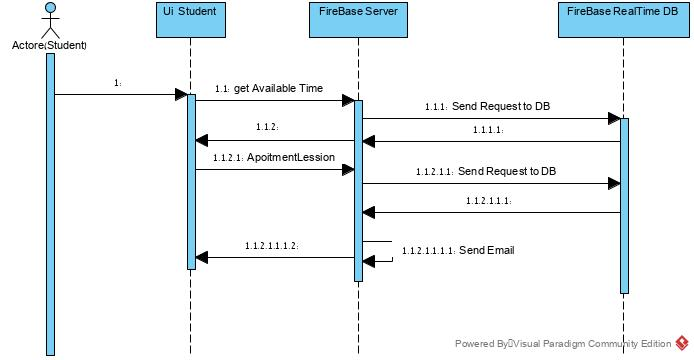 Ui Student
FireBase Server
FireBase RealTime DB
Actore(Student)
1:
1.1: get Available Time
1.1.1: Send Request to DB
1.1.2:
1.1.1.1:
1.1.2.1: ApoitmentLession
1.1.2.1.1: Send Request to DB
1.1.2.1.1.1:
1.1.2.1.1.1.2:
1.1.2.1.1.1.1: Send Email
Powered By Visual Paradigm Community Edition